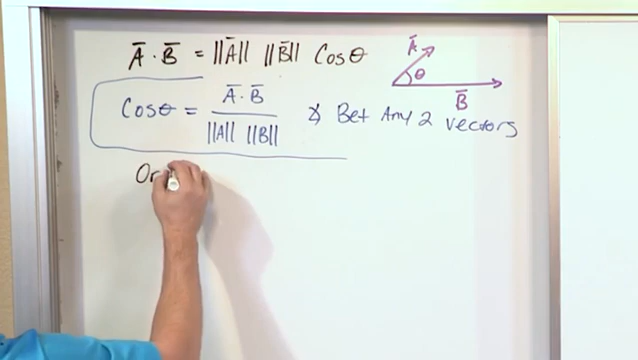 Ā · B̄ = ||Ā|| ||B̄|| Cosθ
Ā
θ
B̄
Cosθ = Ā · B̄ / ||A|| ||B|| ∡ Bet Any 2 vectors
Or